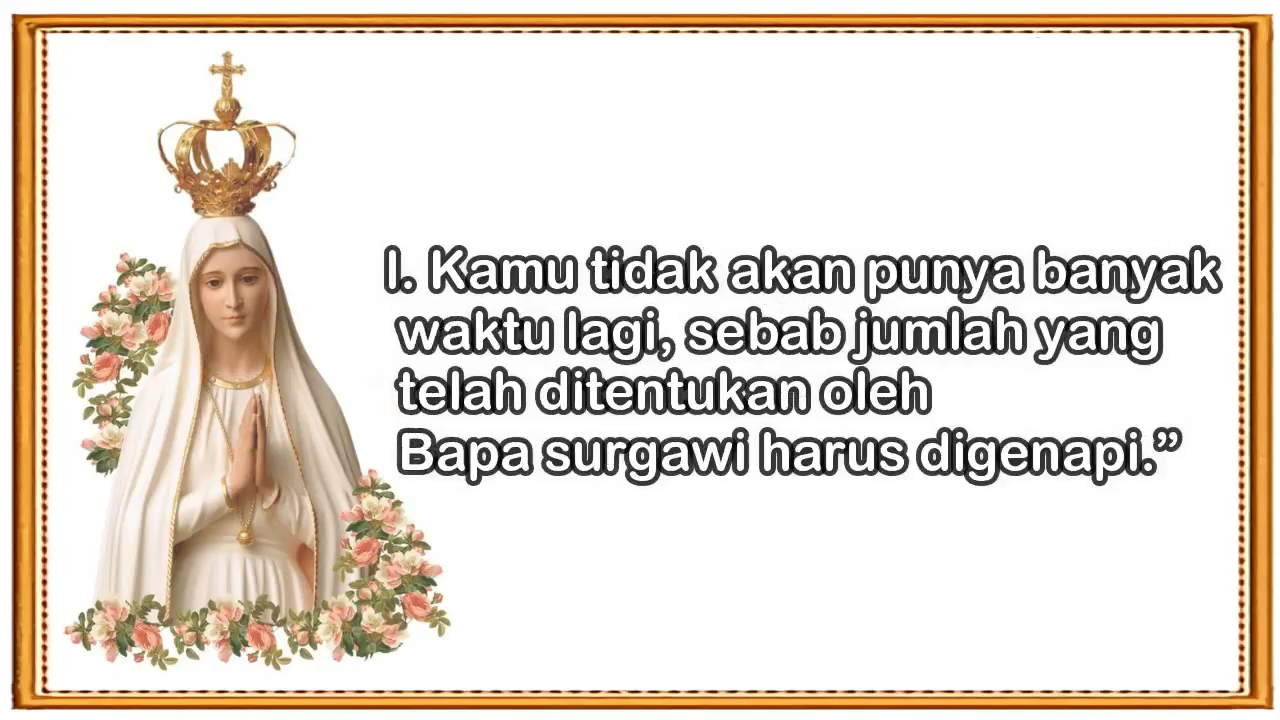 l. Kamu tidak akan punya banyak
waktu lagi, sebab jumlah yang
telah ditentukan oleh
Bapa surgawi harus digenapi.”